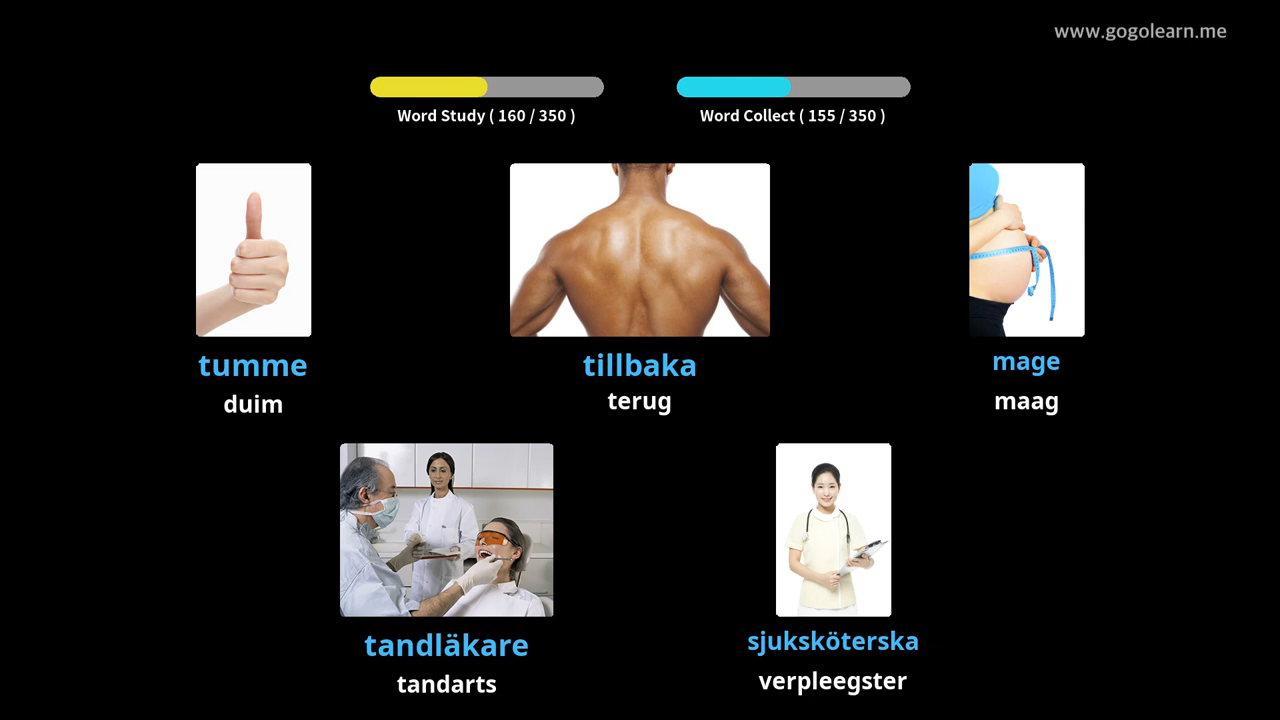 www.gogolearn.me
Word Study ( 160 / 350 )
Word Collect ( 155 / 350 )
tumme
duim
tillbaka
terug
mage
maag
tandläkare
tandarts
sjuksköterska
verpleegster